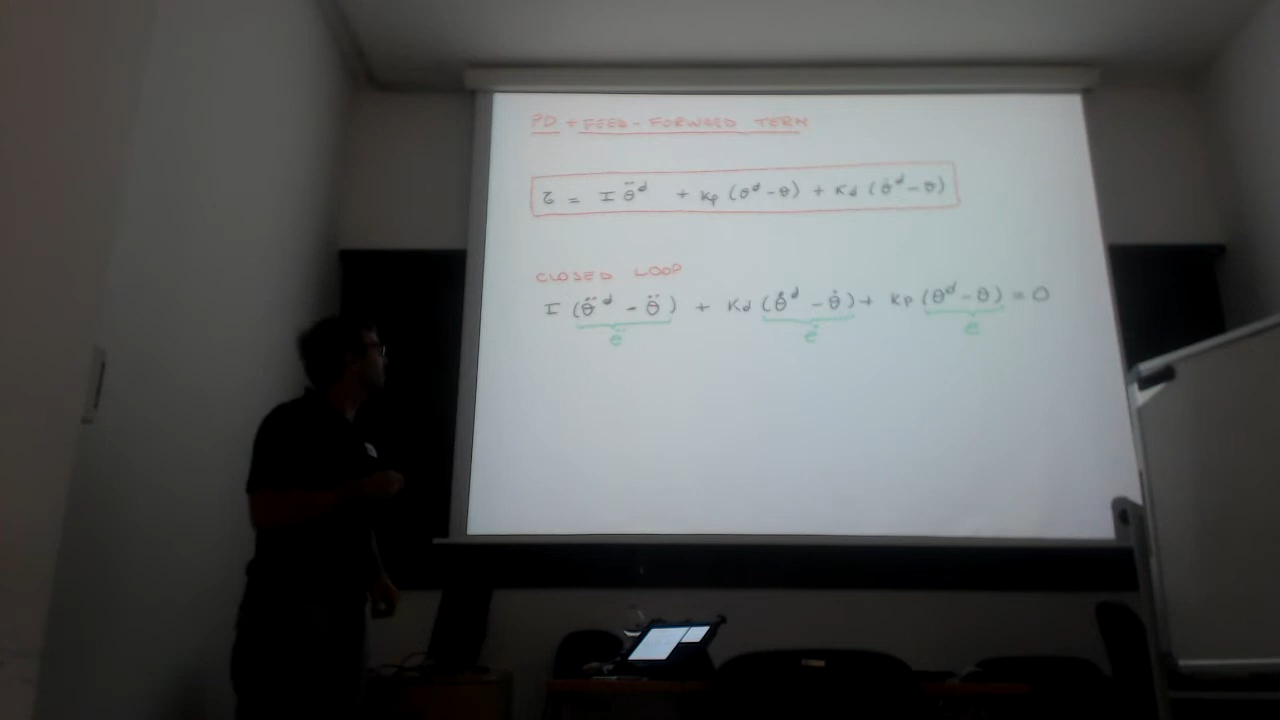 PD + FEED-FORWARD TERM
τ = I θ̈ᵈ + Kp (θᵈ - θ) + Kd (θ̇ᵈ - θ)
CLOSED LOOP
I (θ̈ᵈ - θ̈) + Kd (θ̇ᵈ - θ̇) + Kp (θᵈ - θ) = 0
ë ė e